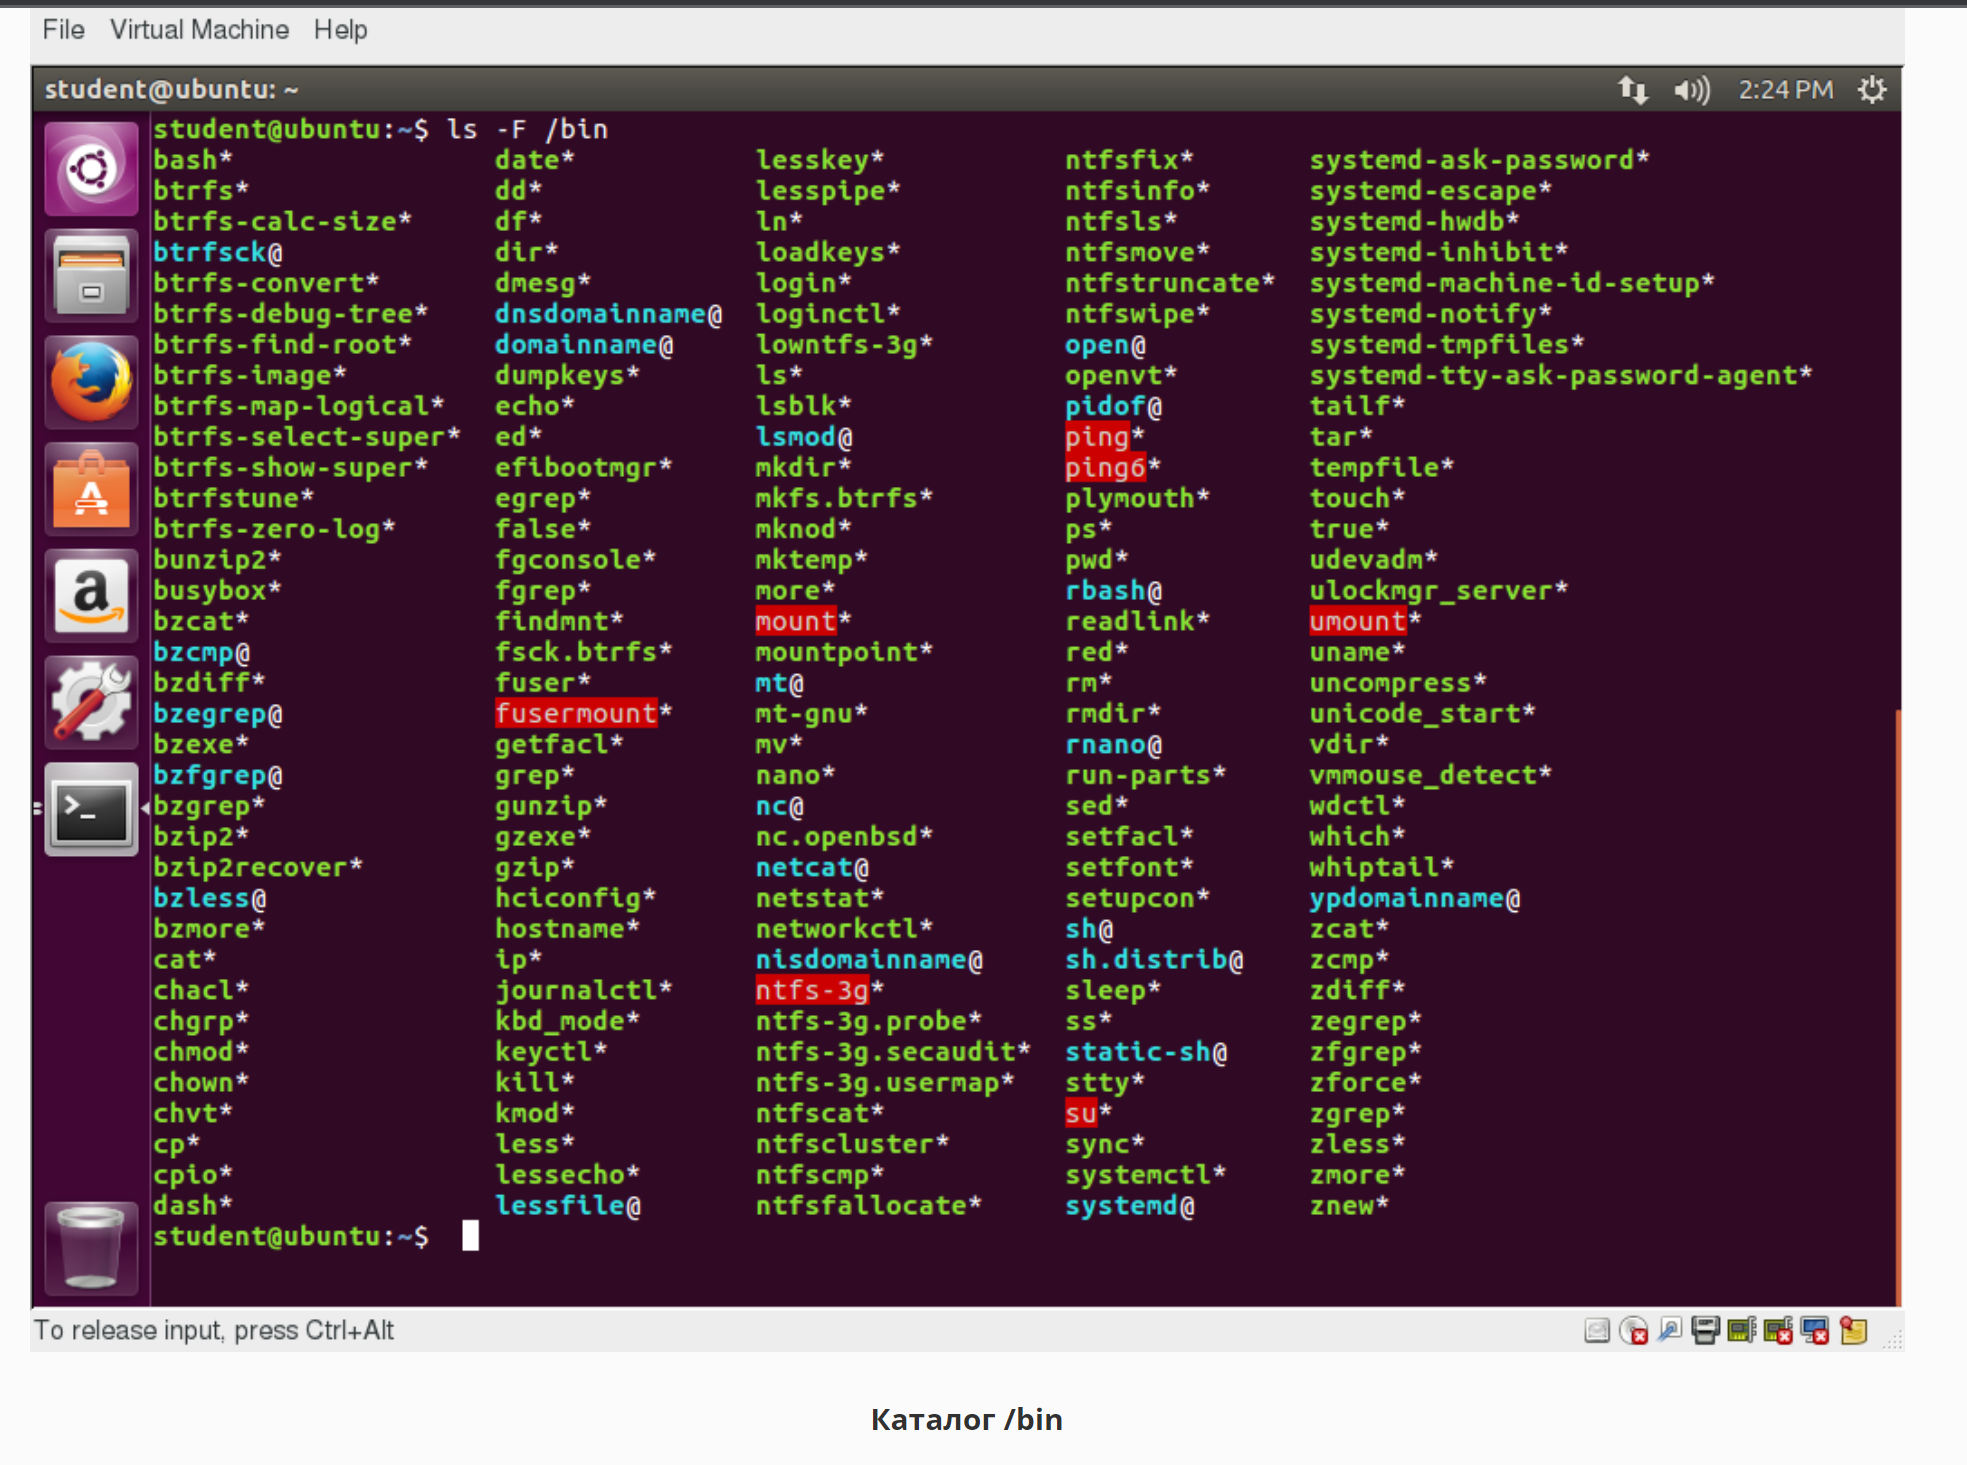 File Virtual Machine Help
student@ubuntu: ~ 2:24 PM
student@ubuntu:~$ ls -F /bin
bash* date* lesskey* ntfsfix* systemd-ask-password*
btrfs* dd* lesspipe* ntfsinfo* systemd-escape*
btrfs-calc-size* df* ln* ntfsls* systemd-hwdb*
btrfsck@ dir* loadkeys* ntfsmove* systemd-inhibit*
btrfs-convert* dmesg* login* ntfstruncate* systemd-machine-id-setup*
btrfs-debug-tree* dnsdomainname@ loginctl* ntfswipe* systemd-notify*
btrfs-find-root* domainname@ lowntfs-3g* open@ systemd-tmpfiles*
btrfs-image* dumpkeys* ls* openvt* systemd-tty-ask-password-agent*
btrfs-map-logical* echo* lsblk* pidof@ tailf*
btrfs-select-super* ed* lsmod@ ping* tar*
btrfs-show-super* efibootmgr* mkdir* ping6* tempfile*
btrfstune* egrep* mkfs.btrfs* plymouth* touch*
btrfs-zero-log* false* mknod* ps* true*
bunzip2* fgconsole* mktemp* pwd* udevadm*
busybox* fgrep* more* rbash@ ulockmgr_server*
bzcat* findmnt* mount* readlink* umount*
bzcmp@ fsck.btrfs* mountpoint* red* uname*
bzdiff* fuser* mt@ rm* uncompress*
bzegrep@ fusermount* mt-gnu* rmdir* unicode_start*
bzexe* getfacl* mv* rnano@ vdir*
bzfgrep@ grep* nano* run-parts* vmmouse_detect*
bzgrep* gunzip* nc@ sed* wdctl*
bzip2* gzexe* nc.openbsd* setfacl* which*
bzip2recover* gzip* netcat@ setfont* whiptail*
bzless@ hciconfig* netstat* setupcon* ypdomainname@
bzmore* hostname* networkctl* sh@ zcat*
cat* ip* nisdomainname@ sh.distrib@ zcmp*
chacl* journalctl* ntfs-3g* sleep* zdiff*
chgrp* kbd_mode* ntfs-3g.probe* ss* zegrep*
chmod* keyctl* ntfs-3g.secaudit* static-sh@ zfgrep*
chown* kill* ntfs-3g.usermap* stty* zforce*
chvt* kmod* ntfscat* su* zgrep*
cp* less* ntfscluster* sync* zless*
cpio* lessecho* ntfscmp* systemctl* zmore*
dash* lessfile@ ntfsfallocate* systemd@ znew*
student@ubuntu:~$
To release input, press Ctrl+Alt
Каталог /bin